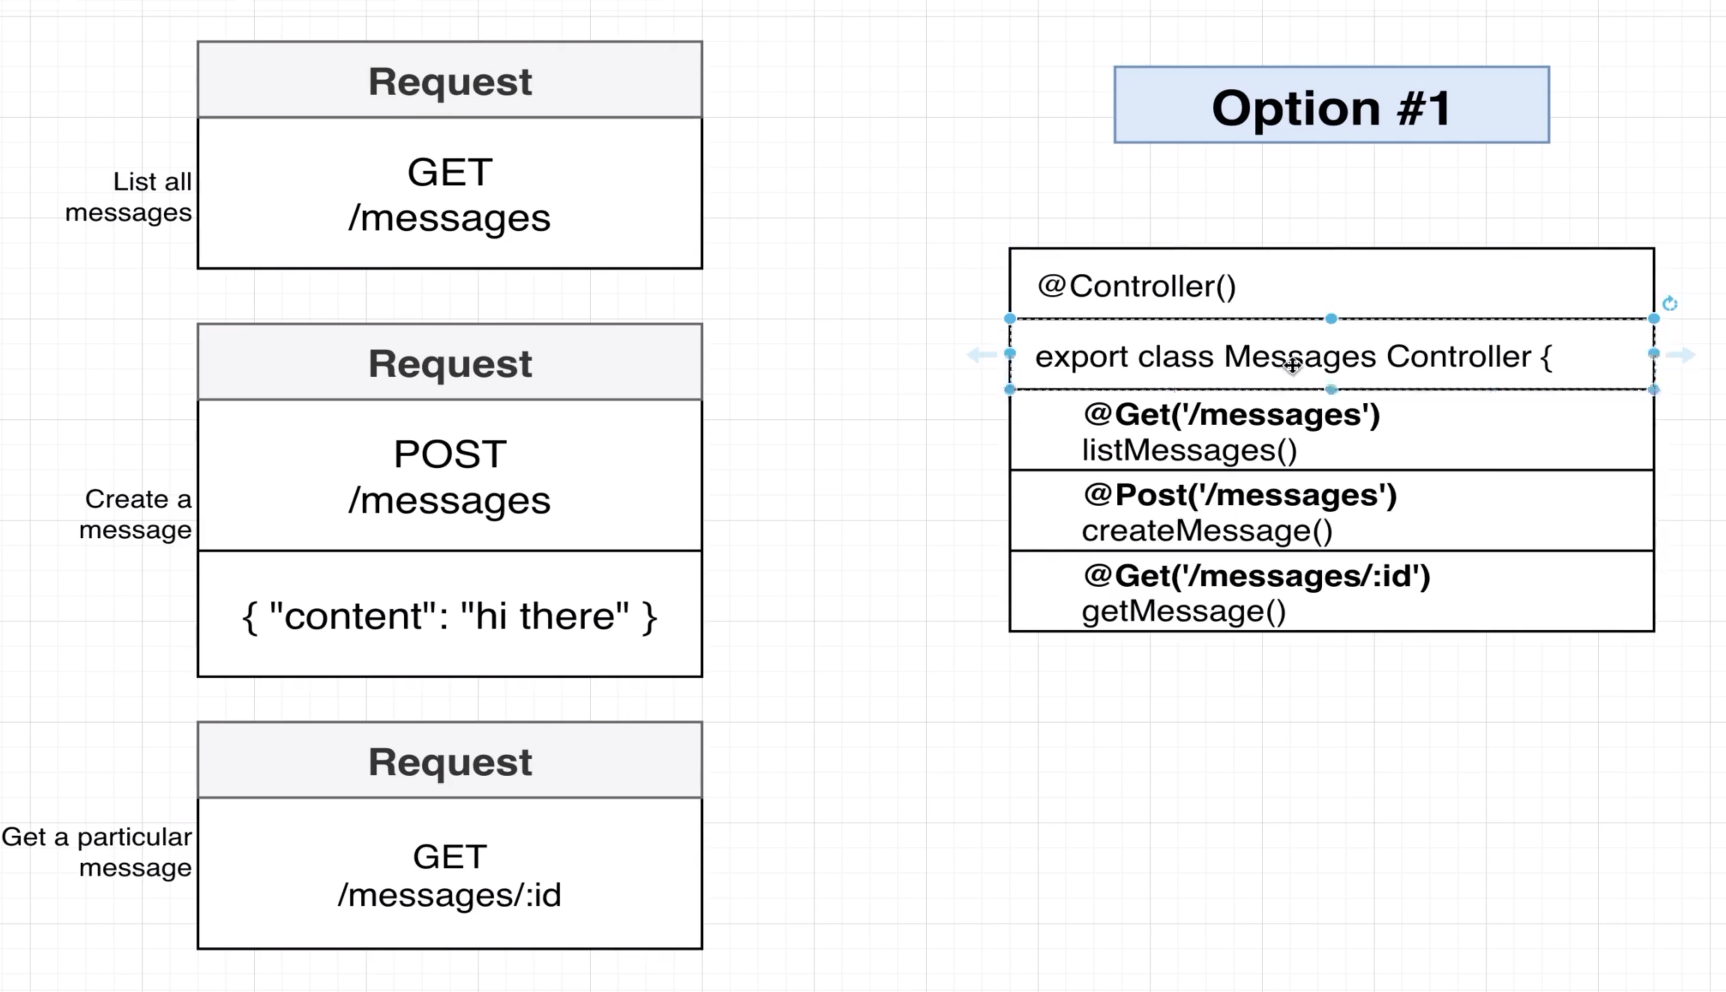 Request
List all
messages
GET
/messages
Request
Create a
message
POST
/messages
{ "content": "hi there" }
Request
Get a particular
message
GET
/messages/:id
Option #1
@Controller()
export class Messages Controller {
@Get('/messages')
listMessages()
@Post('/messages')
createMessage()
@Get('/messages/:id')
getMessage()